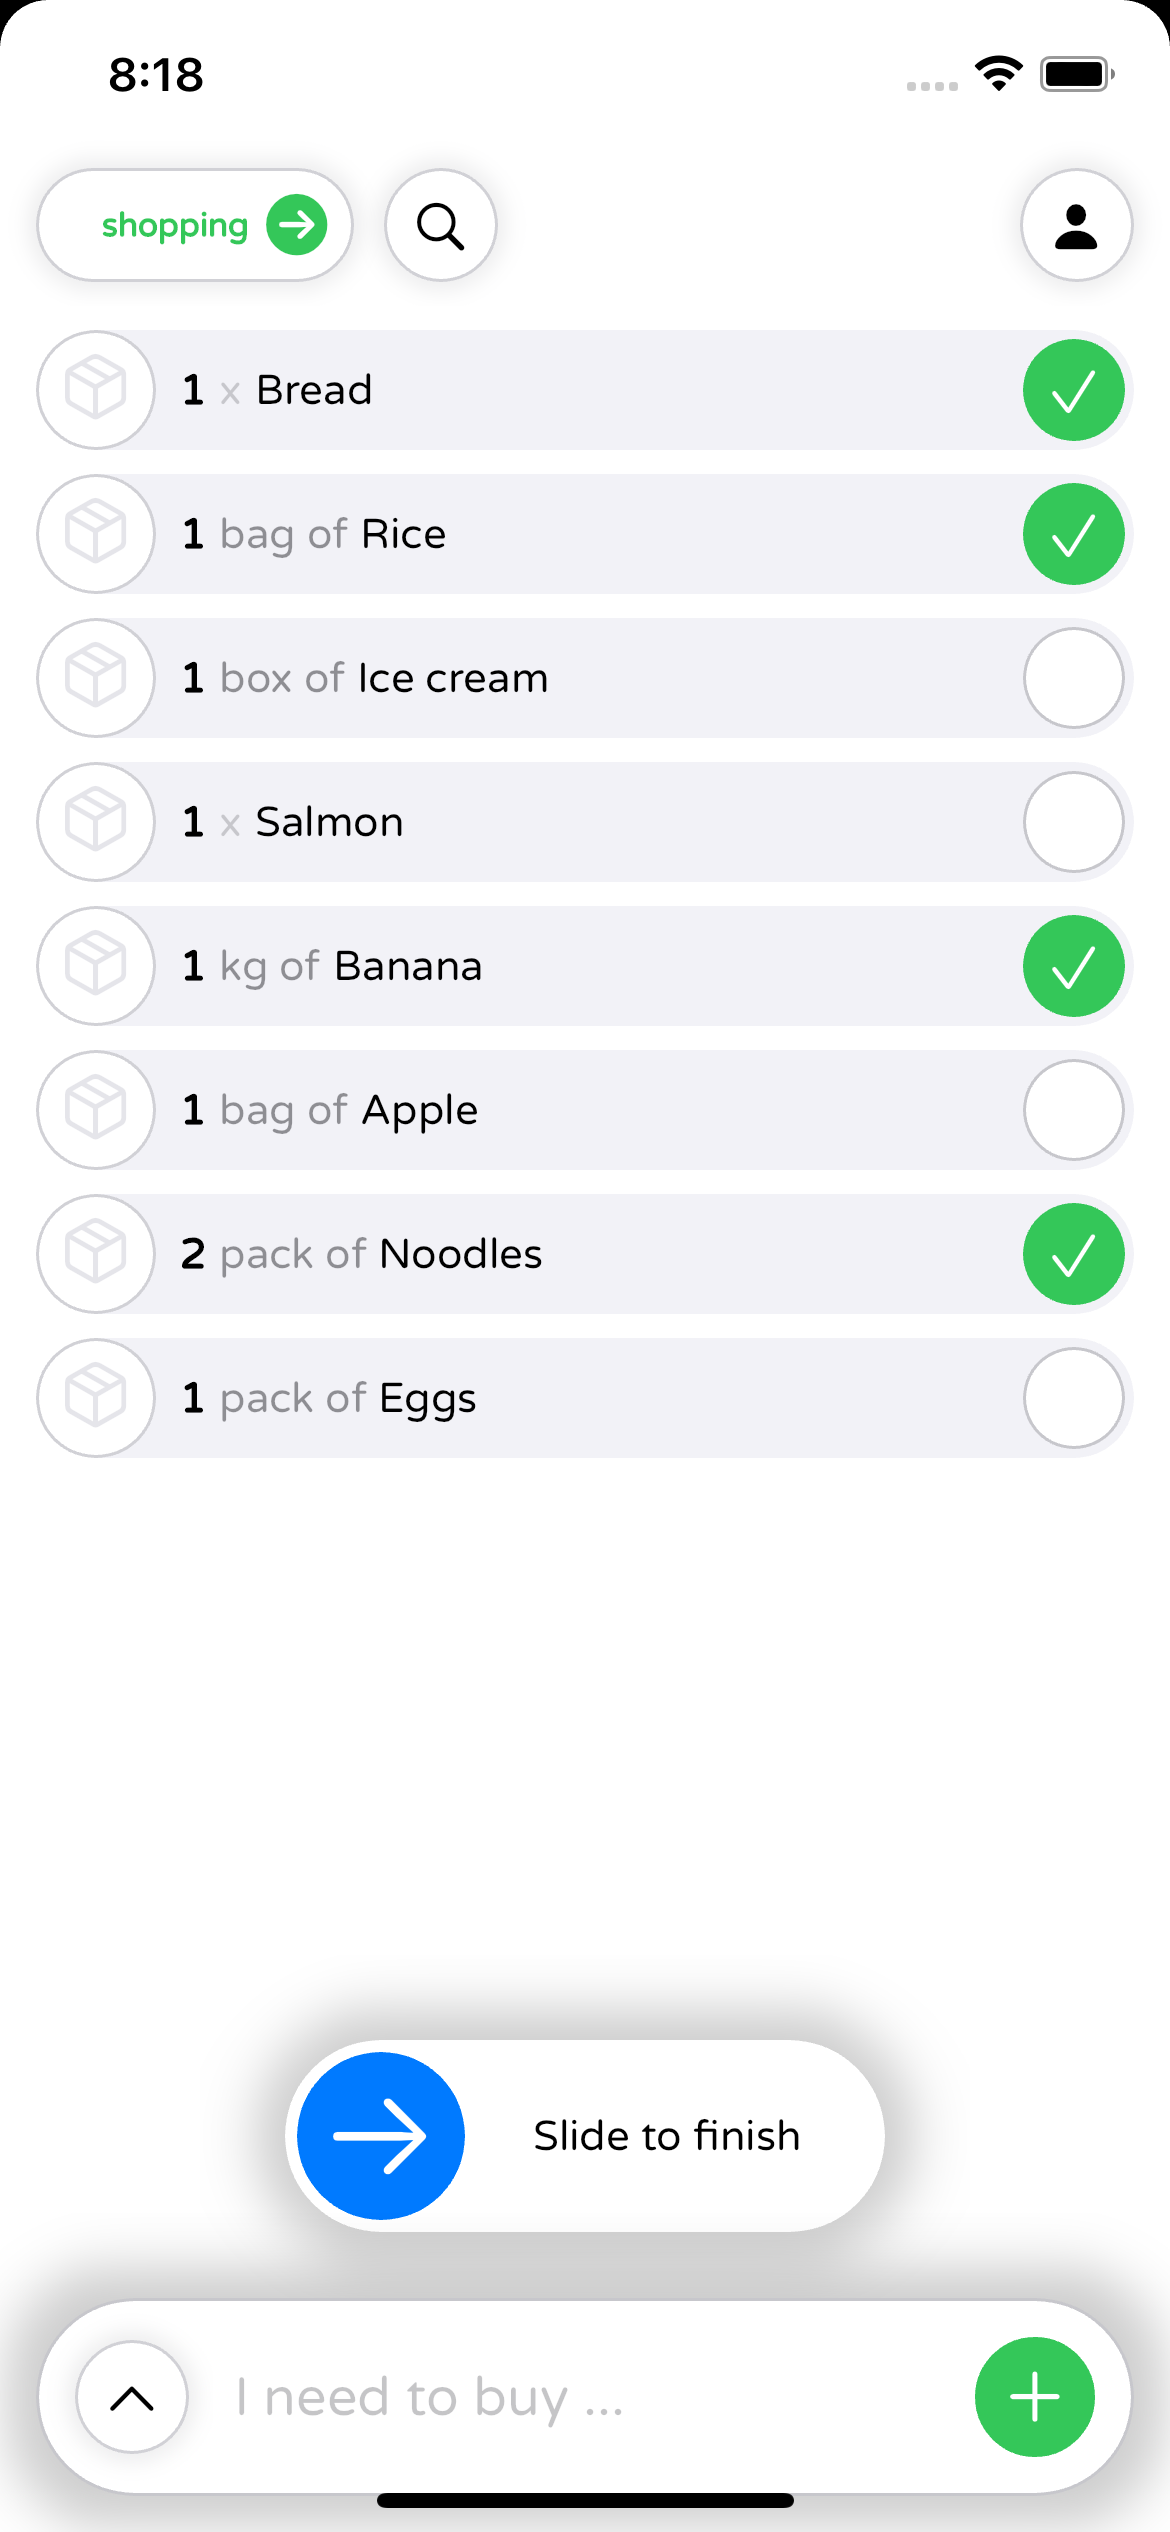 8:18
shopping
1 x Bread
1 bag of Rice
1 box of Ice cream
1 x Salmon
1 kg of Banana
1 bag of Apple
2 pack of Noodles
1 pack of Eggs
Slide to finish
I need to buy ...